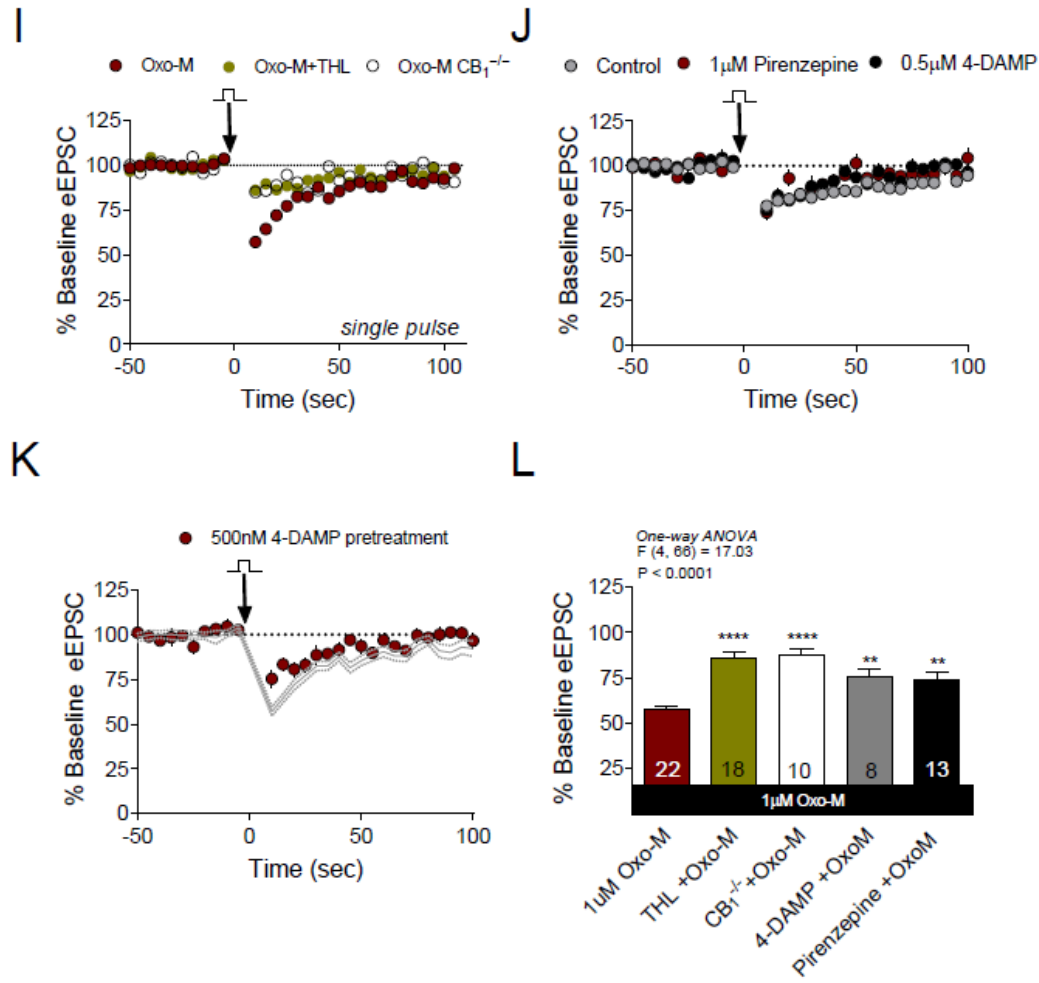 I
Oxo-M Oxo-M+THL Oxo-M CB1−/−
% Baseline eEPSC
125
100
75
50
25
0
single pulse
-50 0 50 100
Time (sec)
J
Control 1μM Pirenzepine 0.5μM 4-DAMP
% Baseline eEPSC
125
100
75
50
25
0
-50 0 50 100
Time (sec)
K
500nM 4-DAMP pretreatment
% Baseline eEPSC
125
100
75
50
25
0
-50 0 50 100
Time (sec)
L
One-way ANOVA
F (4, 66) = 17.03
P < 0.0001
% Baseline eEPSC
125
100
75
50
25
**** **** ** **
22 18 10 8 13
1μM Oxo-M
1uM Oxo-M
THL +Oxo-M
CB1-/-+Oxo-M
4-DAMP +OxoM
Pirenzepine +OxoM